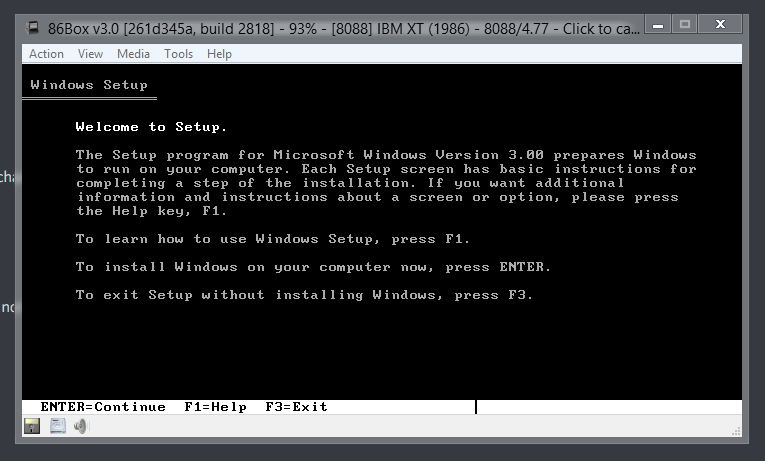 86Box v3.0 [261d345a, build 2818] - 93% - [8088] IBM XT (1986) - 8088/4.77 - Click to ca...
Action View Media Tools Help
Windows Setup
Welcome to Setup.
The Setup program for Microsoft Windows Version 3.00 prepares Windows
to run on your computer. Each Setup screen has basic instructions for
completing a step of the installation. If you want additional
information and instructions about a screen or option, please press
the Help key, F1.
To learn how to use Windows Setup, press F1.
To install Windows on your computer now, press ENTER.
To exit Setup without installing Windows, press F3.
ENTER=Continue F1=Help F3=Exit